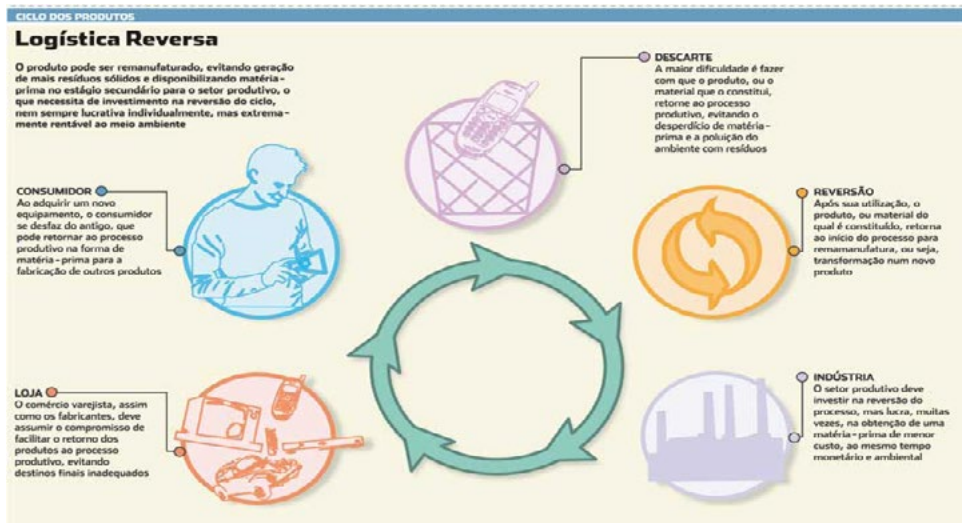 CICLO DOS PRODUTOS
Logística Reversa
O produto pode ser remanufaturado, evitando geração
de mais resíduos sólidos e disponibilizando matéria-
prima no estágio secundário para o setor produtivo, o
que necessita de investimento na reversão do ciclo,
nem sempre lucrativa individualmente, mas extrema-
mente rentável ao meio ambiente
DESCARTE
A maior dificuldade é fazer
com que o produto, ou o
material que o constitui,
retorne ao processo
produtivo, evitando o
desperdício de matéria-
prima e a poluição do
ambiente com resíduos
CONSUMIDOR
Ao adquirir um novo
equipamento, o consumidor
se desfaz do antigo, que
pode retornar ao processo
produtivo na forma de
matéria-prima para a
fabricação de outros produtos
REVERSÃO
Após sua utilização, o
produto, ou material do
qual é constituído, retorna
ao início do processo para
remamanufatura, ou seja,
transformação num novo
produto
LOJA
O comércio varejista, assim
como os fabricantes, deve
assumir o compromisso de
facilitar o retorno dos
produtos ao processo
produtivo, evitando
destinos finais inadequados
INDÚSTRIA
O setor produtivo deve
investir na reversão do
processo, mas lucra, muitas
vezes, na obtenção de uma
matéria-prima de menor
custo, ao mesmo tempo
monetário e ambiental